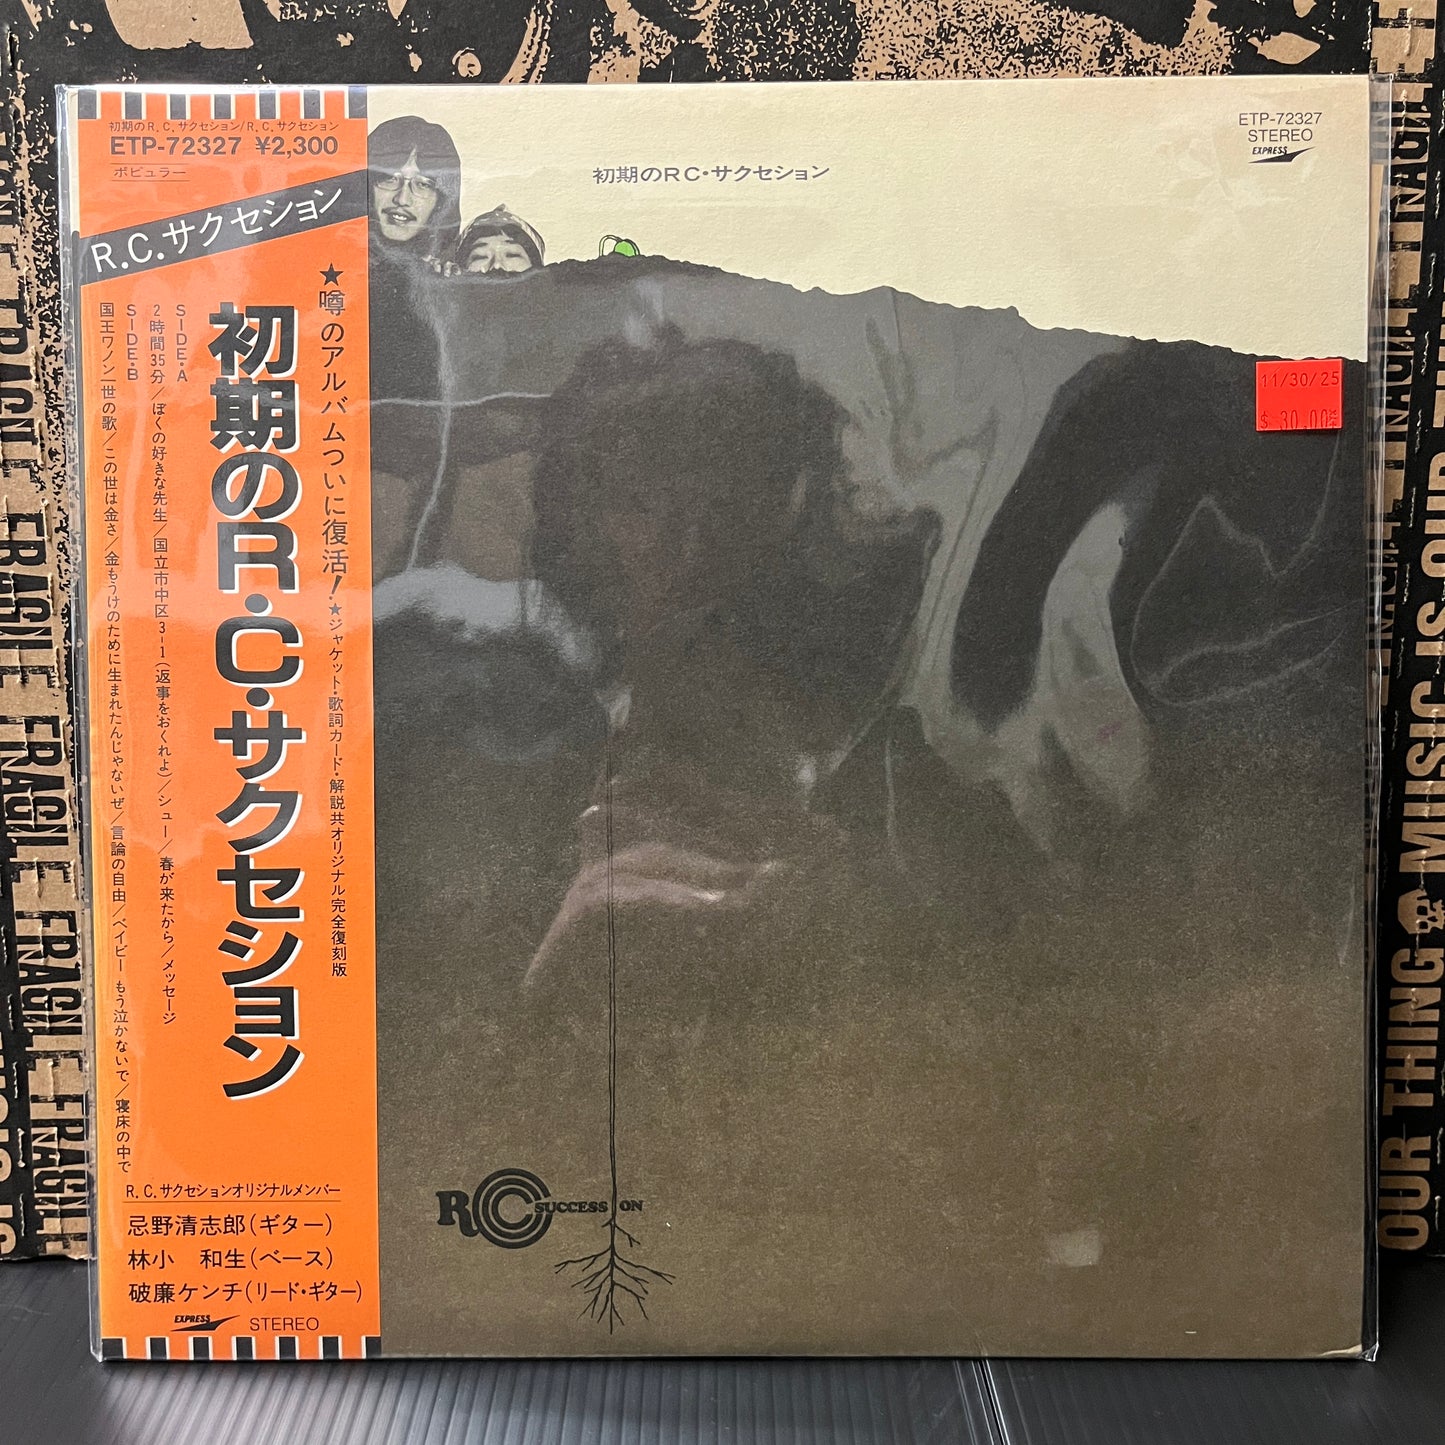 初期のR.C.サクセション/R.C.サクセション
ETP-72327 ¥2,300
ポピュラー
R.C.サクセション
★噂のアルバムついに復活!★ジャケット・歌詞カード・解説共オリジナル完全復刻版
初期のR・C・サクセション
SIDE・A
2時間35分/ぼくの好きな先生/国立市中区3-1(返事をおくれよ)/シュー/春が来たから/メッセージ
SIDE・B
国王ワノン一世の歌/この世は金さ/金もうけのために生まれたんじゃないぜ/言論の自由/ベイビーもう泣かないで/寝床の中で
R.C.サクセションオリジナルメンバー
忌野清志郎(ギター)
林小 和生(ベース)
破廉ケンチ(リード・ギター)
EXPRESS STEREO
初期のRC・サクセション
ETP-72327
STEREO
EXPRESS
11/30/25
$ 30.00
RC SUCCESSION
FRAGILE FRAGILE FRAGILE
OUR THING MUSIC IS OUR